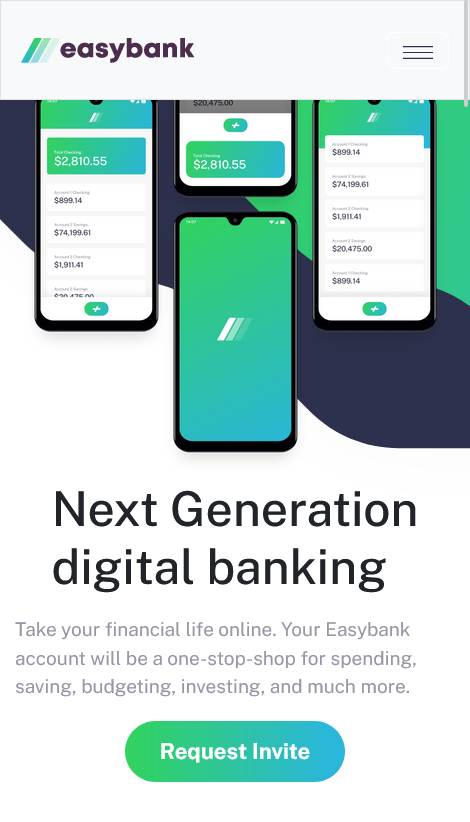 easybank
$20,475.00
Total Checking
$2,810.55
Account 1 Checking
$899.14
Account 2 Savings
$74,199.61
Account 2 Checking
$1,911.41
Account 2 Savings
Total Checking
$2,810.55
Account 1 Checking
$899.14
Account 2 Savings
$74,199.61
Account 2 Checking
$1,911.41
Account 2 Savings
$20,475.00
Account 1 Checking
$899.14
14:07
Next Generation
digital banking
Take your financial life online. Your Easybank
account will be a one-stop-shop for spending,
saving, budgeting, investing, and much more.
Request Invite